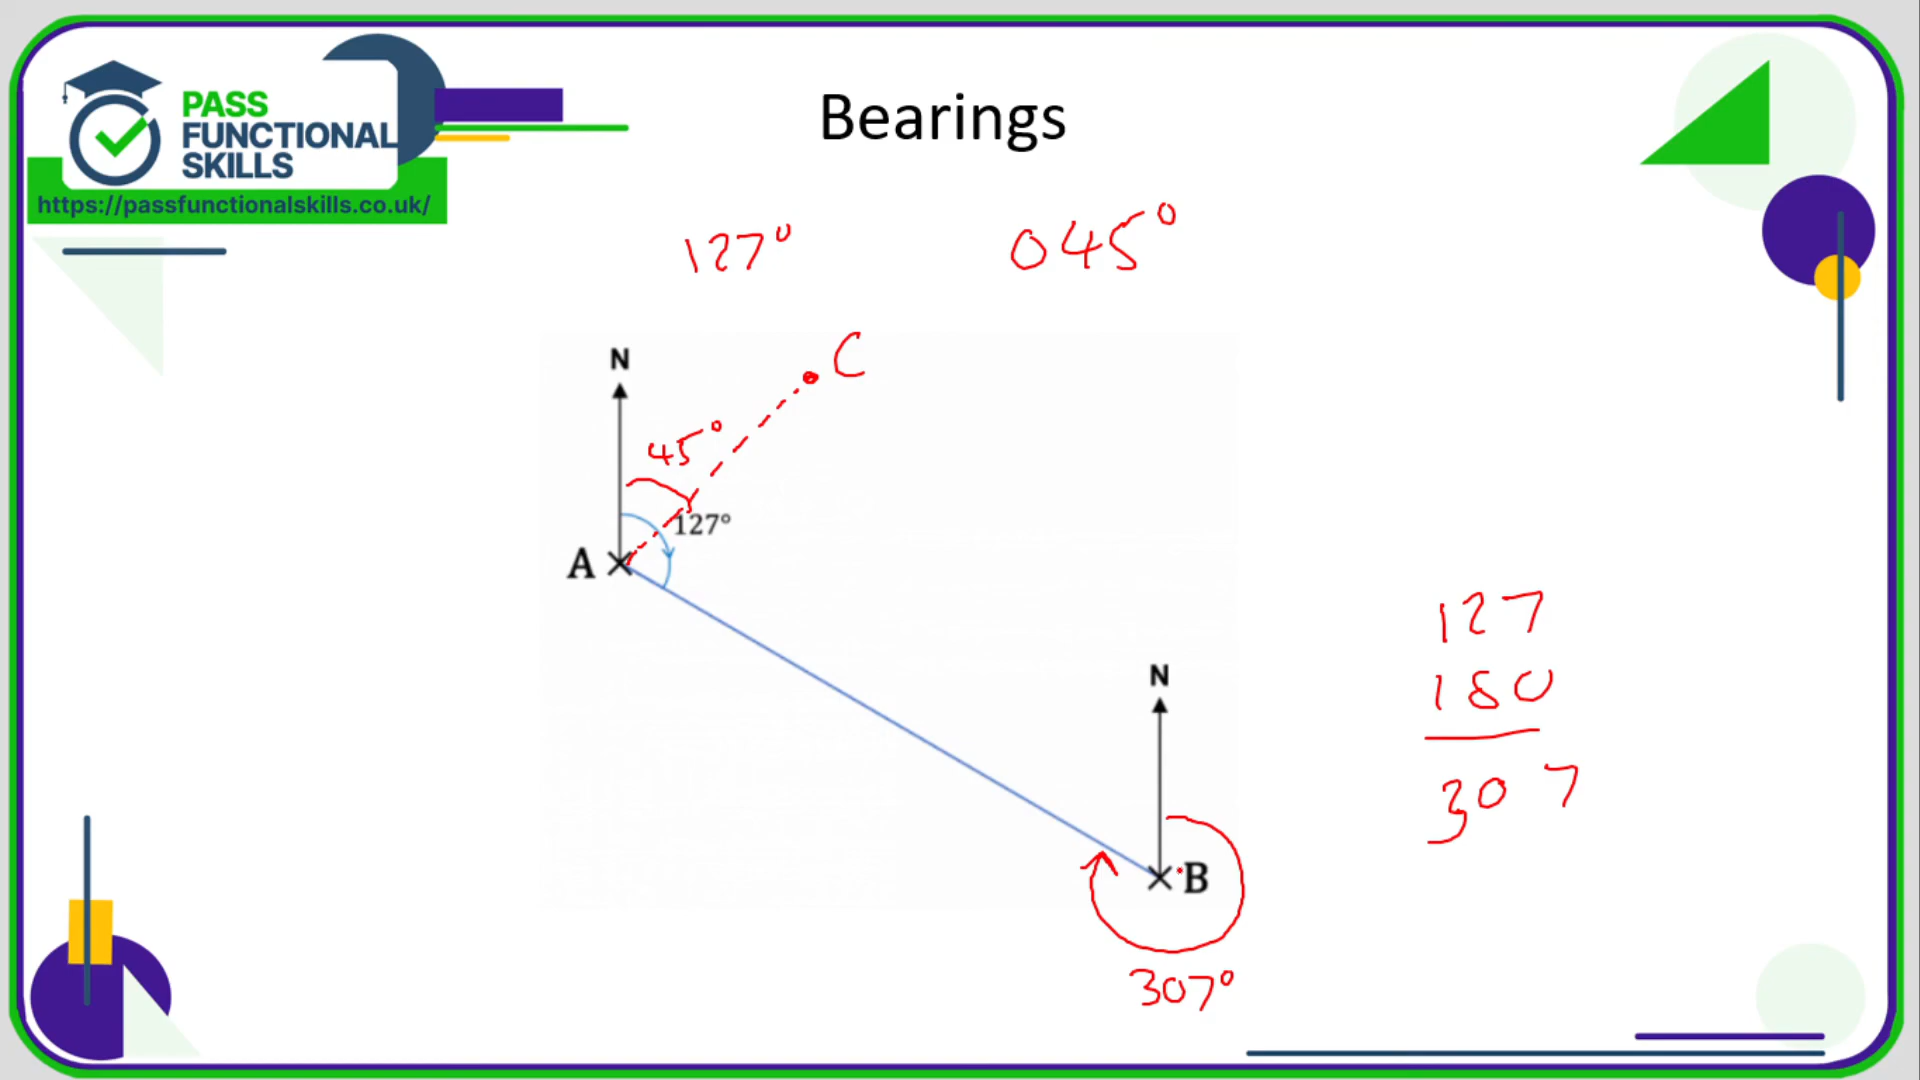 PASS
FUNCTIONAL
SKILLS
https://passfunctionalskills.co.uk/
Bearings
127°
045°
N
C
45°
127°
A
N
B
307°
127
180
307